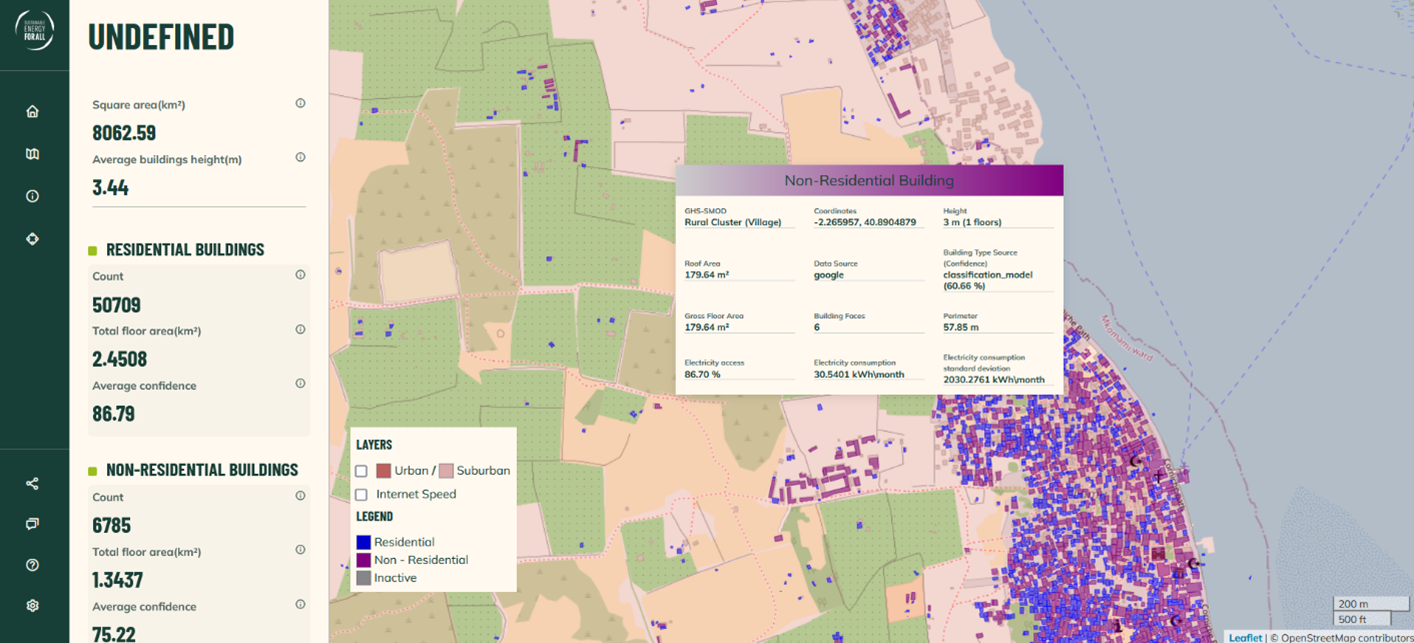 SUSTAINABLE
ENERGY
FOR ALL
UNDEFINED
Square area(km²)
8062.59
Average buildings height(m)
3.44
RESIDENTIAL BUILDINGS
Count
50709
Total floor area(km²)
2.4508
Average confidence
86.79
NON-RESIDENTIAL BUILDINGS
Count
6785
Total floor area(km²)
1.3437
Average confidence
75.22
LAYERS
Urban / Suburban
Internet Speed
LEGEND
Residential
Non - Residential
Inactive
Non-Residential Building
GHS-SMOD
Rural Cluster (Village)
Coordinates
-2.265957, 40.8904879
Height
3 m (1 floors)
Roof Area
179.64 m²
Data Source
google
Building Type Source
(Confidence)
classification_model
(60.66 %)
Gross Floor Area
179.64 m²
Building Faces
6
Perimeter
57.85 m
Electricity access
86.70 %
Electricity consumption
30.5401 kWh\month
Electricity consumption
standard deviation
2030.2761 kWh\month
Path
Mkomani ward
200 m
500 ft
Leaflet | © OpenStreetMap contributor